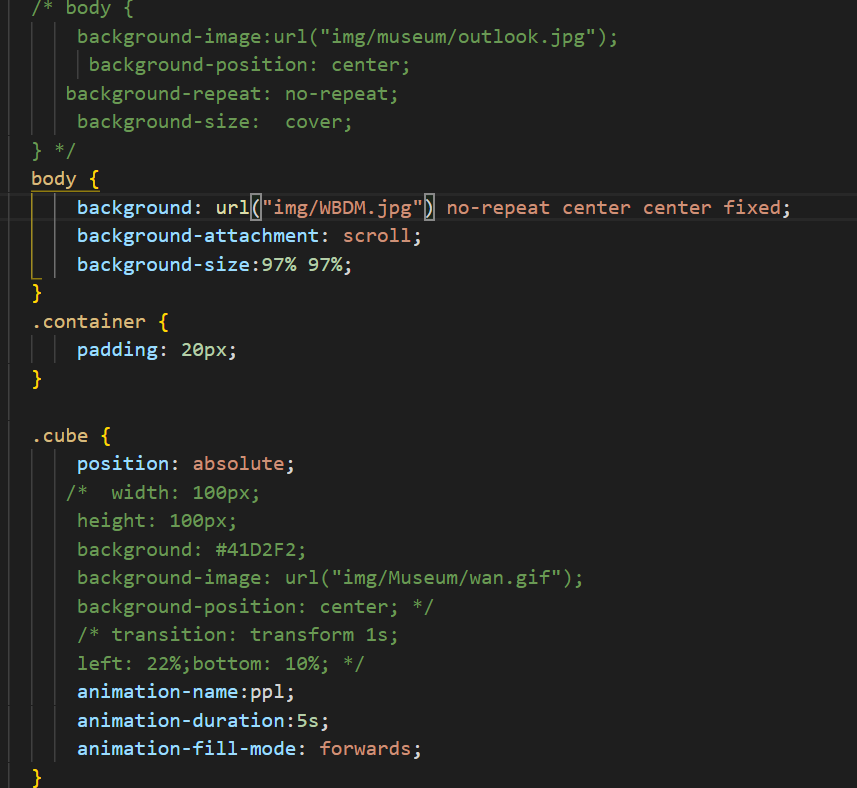 /* body {
background-image:url("img/museum/outlook.jpg");
background-position: center;
background-repeat: no-repeat;
background-size:  cover;
} */
body {
background: url("img/WBDM.jpg") no-repeat center center fixed;
background-attachment: scroll;
background-size:97% 97%;
}
.container {
padding: 20px;
}
.cube {
position: absolute;
/*  width: 100px;
height: 100px;
background: #41D2F2;
background-image: url("img/Museum/wan.gif");
background-position: center; */
/* transition: transform 1s;
left: 22%;bottom: 10%; */
animation-name:ppl;
animation-duration:5s;
animation-fill-mode: forwards;
}